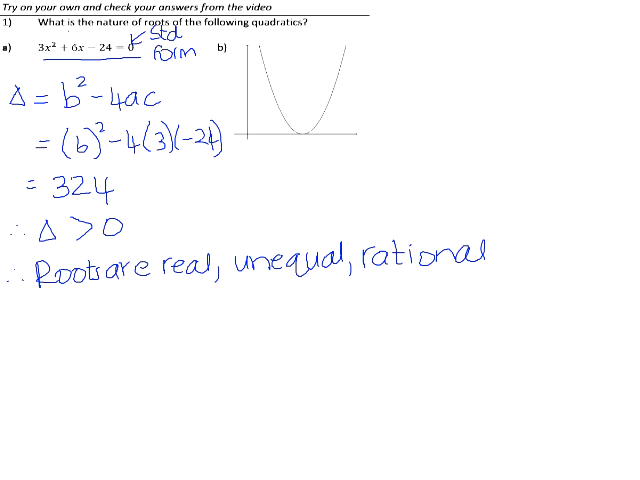 Try on your own and check your answers from the video
1) What is the nature of roots of the following quadratics?
a) 3x² + 6x − 24 = 0 ← Std form b)
Δ = b² − 4ac
= (6)² − 4(3)(−24)
= 324
∴ Δ > 0
∴ Roots are real, unequal, rational